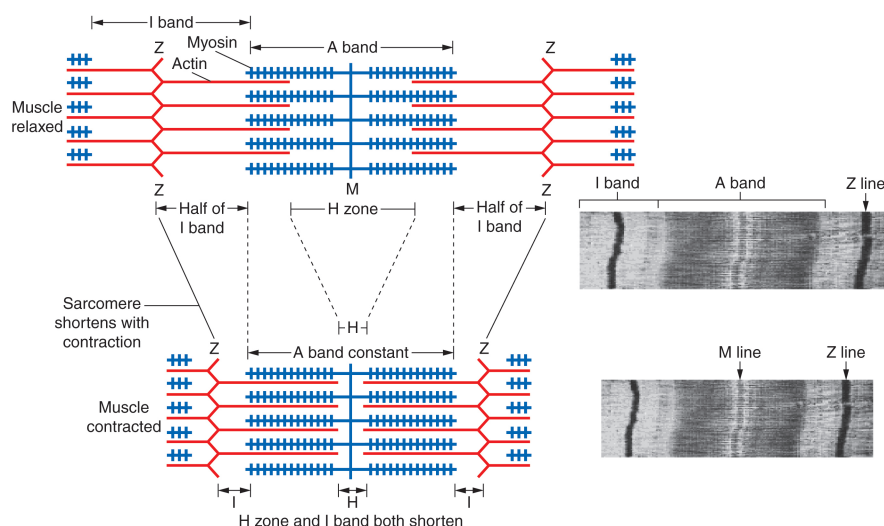 I band
Z
Myosin
A band
Z
Actin
Muscle
relaxed
Z
M
Z
Half of
I band
H zone
Half of
I band
I band
A band
Z line
Sarcomere
shortens with
contraction
H
Z
A band constant
Z
M line
Z line
Muscle
contracted
I
H
I
H zone and I band both shorten